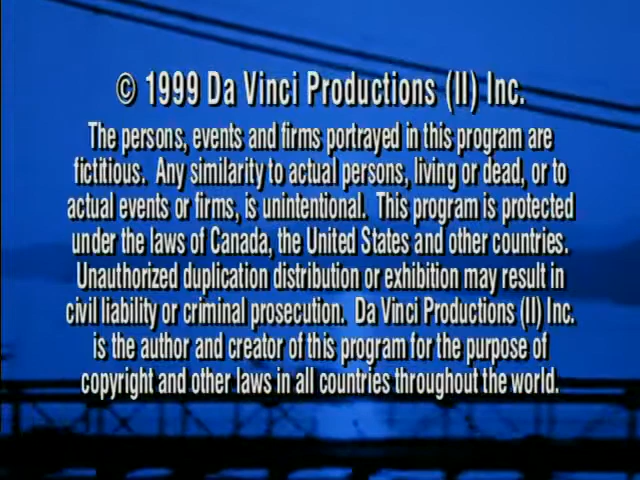 © 1999 Da Vinci Productions (II) Inc.
The persons, events and firms portrayed in this program are
fictitious. Any similarity to actual persons, living or dead, or to
actual events or firms, is unintentional. This program is protected
under the laws of Canada, the United States and other countries.
Unauthorized duplication distribution or exhibition may result in
civil liability or criminal prosecution. Da Vinci Productions (II) Inc.
is the author and creator of this program for the purpose of
copyright and other laws in all countries throughout the world.